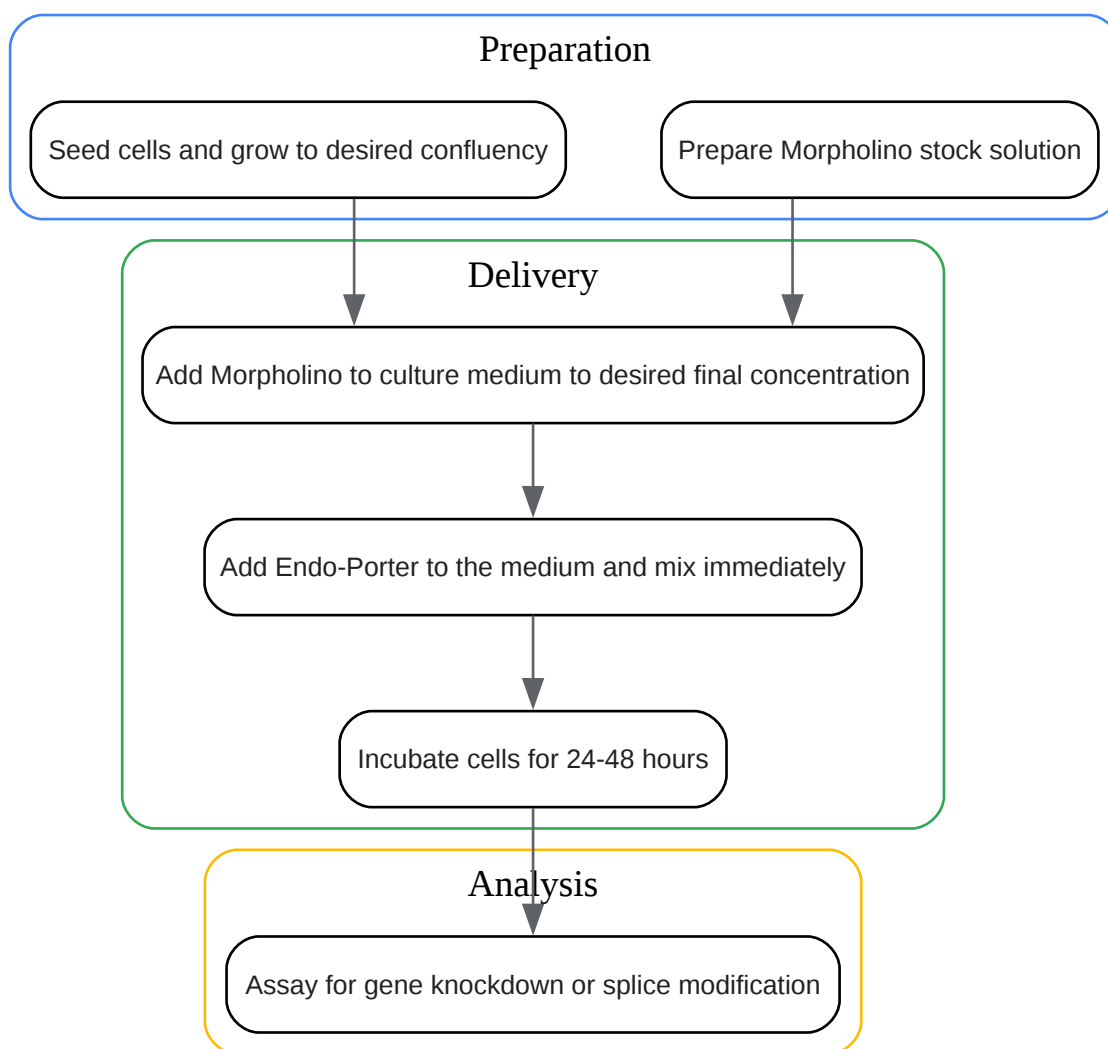 Preparation
Seed cells and grow to desired confluency
Prepare Morpholino stock solution
Delivery
Add Morpholino to culture medium to desired final concentration
Add Endo-Porter to the medium and mix immediately
Incubate cells for 24-48 hours
Analysis
Assay for gene knockdown or splice modification